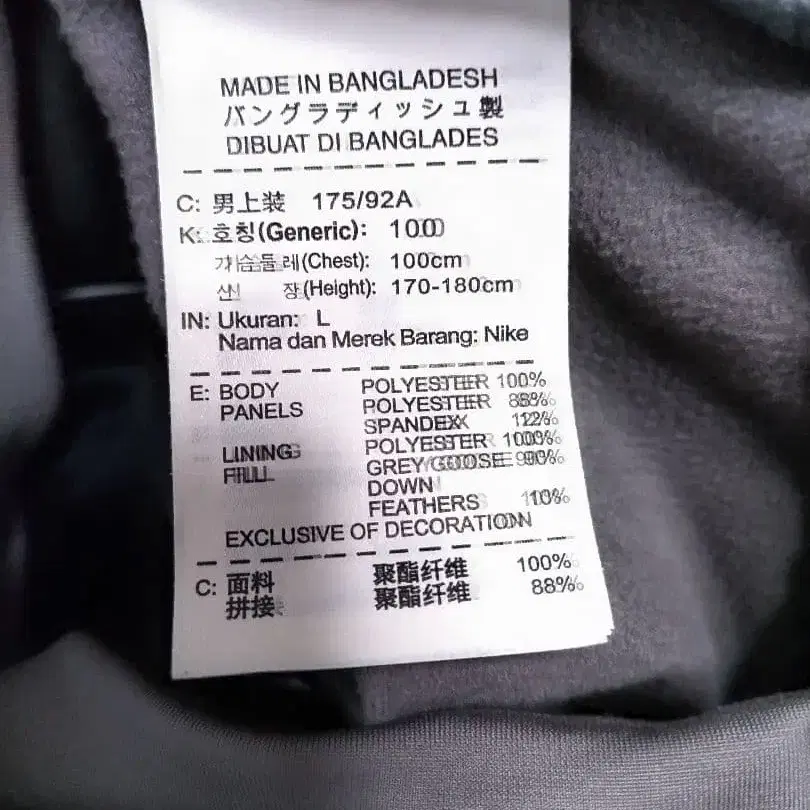 MADE IN BANGLADESH
バングラディッシュ製
DIBUAT DI BANGLADES
C: 男上装 175/92A
K: 호칭(Generic): 100
가슴둘레(Chest): 100cm
신 장(Height): 170-180cm
IN: Ukuran: L
Nama dan Merek Barang: Nike
E: BODY POLYESTER 100%
PANELS POLYESTER 88%
SPANDEX 12%
LINING POLYESTER 100%
FILL GREY GOOSE 90%
DOWN
FEATHERS 10%
EXCLUSIVE OF DECORATION
C: 面料 聚酯纤维 100%
拼接 聚酯纤维 88%